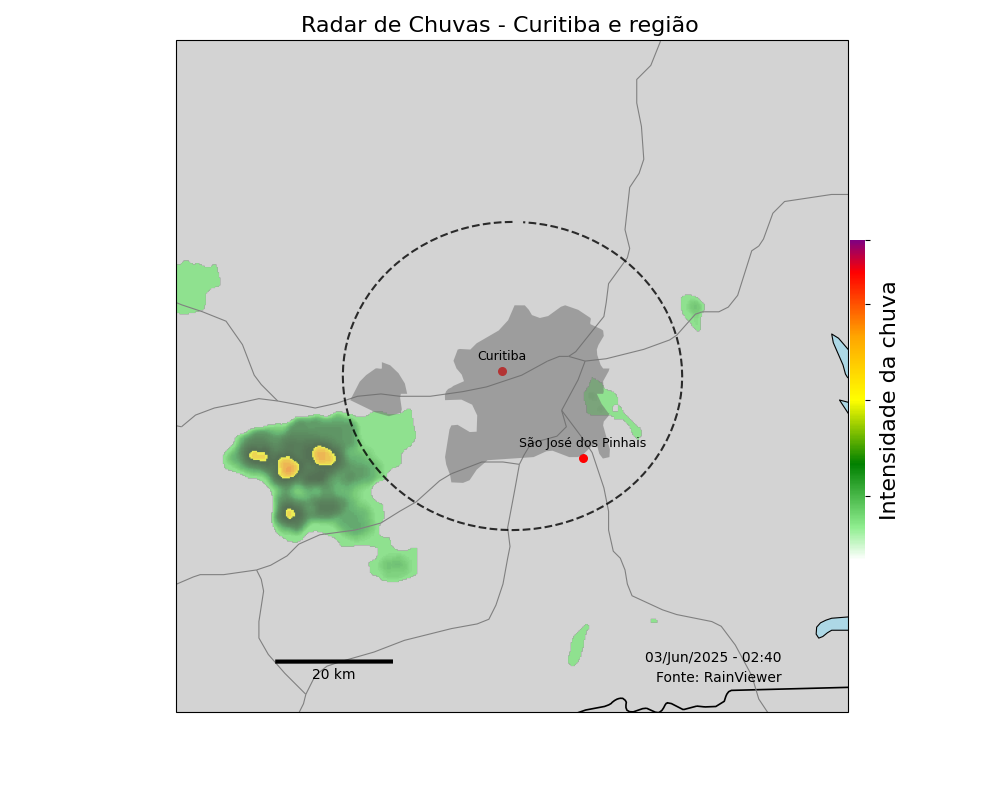 Radar de Chuvas - Curitiba e região
Curitiba
São José dos Pinhais
Intensidade da chuva
20 km
03/Jun/2025 - 02:40
Fonte: RainViewer